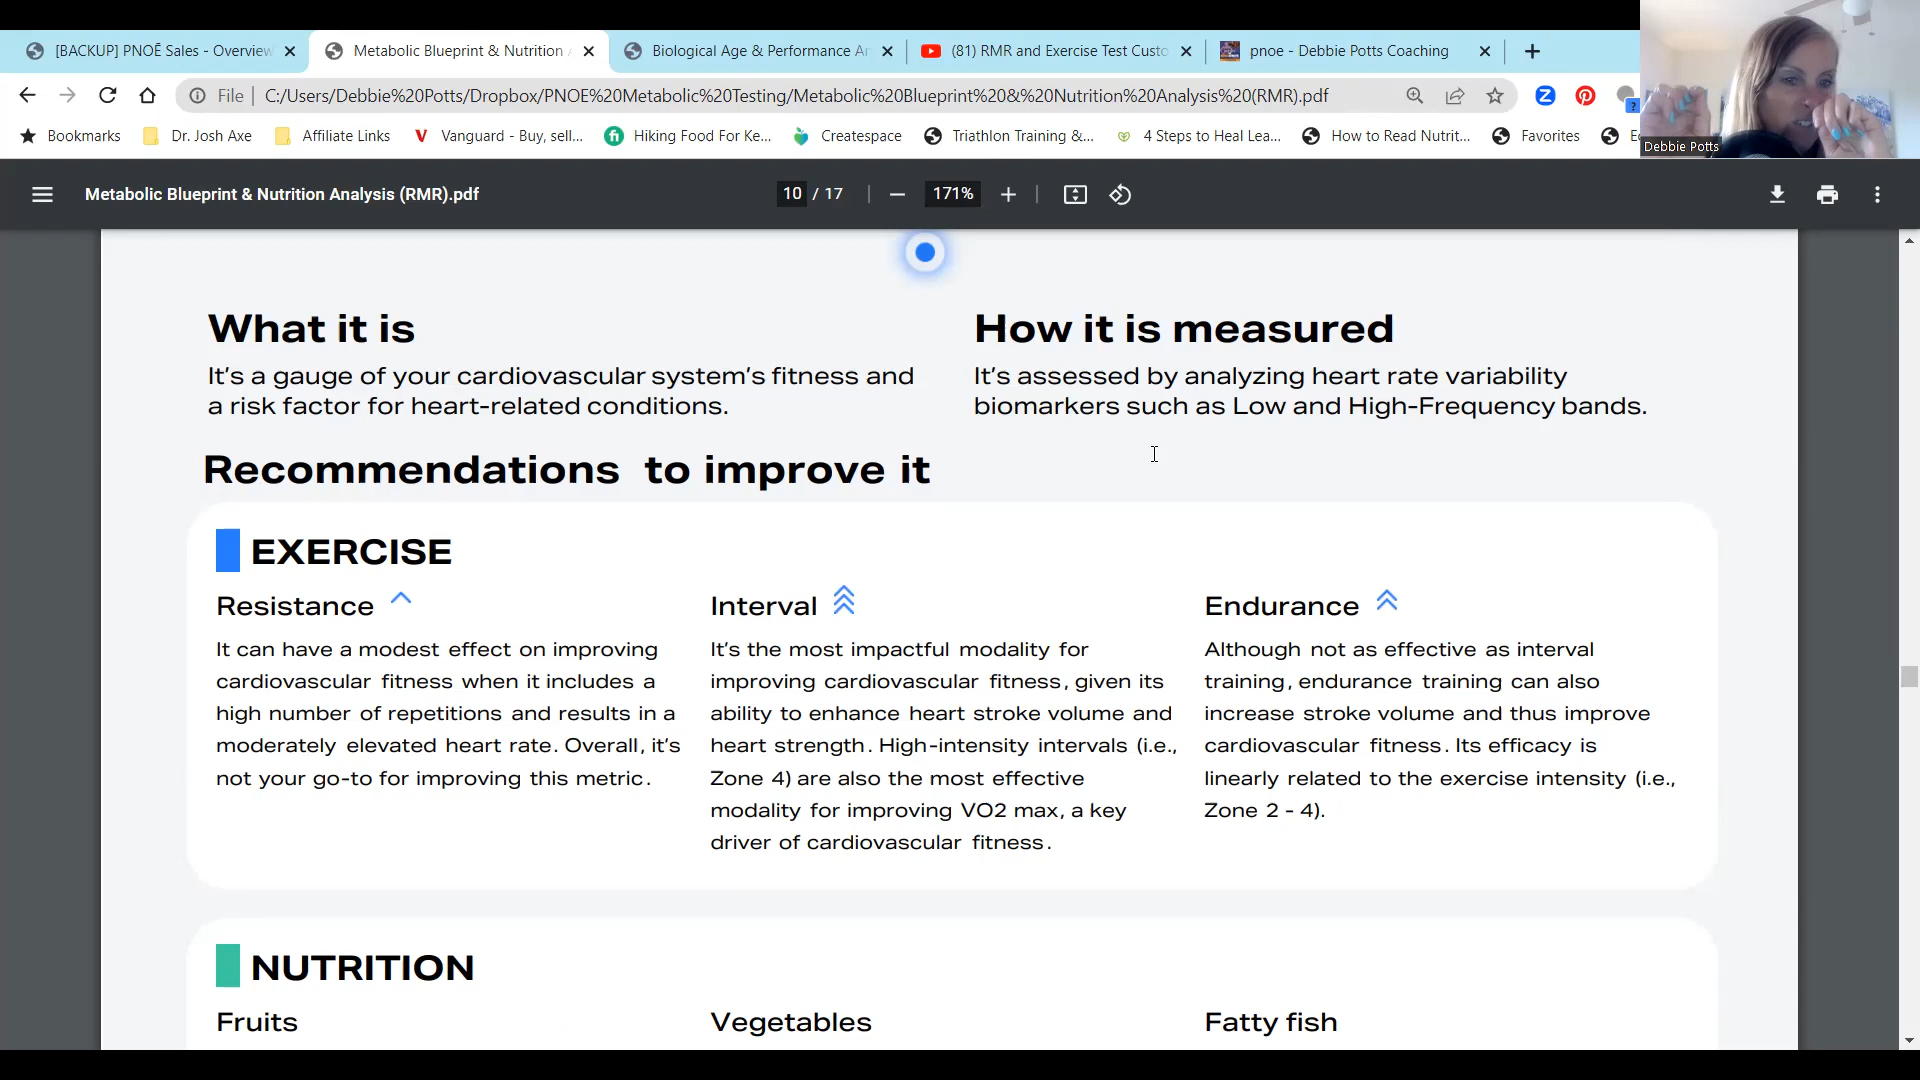 [BACKUP] PNOĒ Sales - Overview
Metabolic Blueprint & Nutrition
Biological Age & Performance An
(81) RMR and Exercise Test Custo
pnoe - Debbie Potts Coaching
File
C:/Users/Debbie%20Potts/Dropbox/PNOE%20Metabolic%20Testing/Metabolic%20Blueprint%20&%20Nutrition%20Analysis%20(RMR).pdf
Bookmarks
Dr. Josh Axe
Affiliate Links
Vanguard - Buy, sell...
Hiking Food For Ke...
Createspace
Triathlon Training &...
4 Steps to Heal Lea...
How to Read Nutrit...
Favorites
Debbie Potts
Metabolic Blueprint & Nutrition Analysis (RMR).pdf
10 / 17
171%
What it is
It's a gauge of your cardiovascular system's fitness and
a risk factor for heart-related conditions.
How it is measured
It's assessed by analyzing heart rate variability
biomarkers such as Low and High-Frequency bands.
Recommendations to improve it
EXERCISE
Resistance
It can have a modest effect on improving
cardiovascular fitness when it includes a
high number of repetitions and results in a
moderately elevated heart rate. Overall, it's
not your go-to for improving this metric.
Interval
It's the most impactful modality for
improving cardiovascular fitness, given its
ability to enhance heart stroke volume and
heart strength. High-intensity intervals (i.e.,
Zone 4) are also the most effective
modality for improving VO2 max, a key
driver of cardiovascular fitness.
Endurance
Although not as effective as interval
training, endurance training can also
increase stroke volume and thus improve
cardiovascular fitness. Its efficacy is
linearly related to the exercise intensity (i.e.,
Zone 2 - 4).
NUTRITION
Fruits
Vegetables
Fatty fish